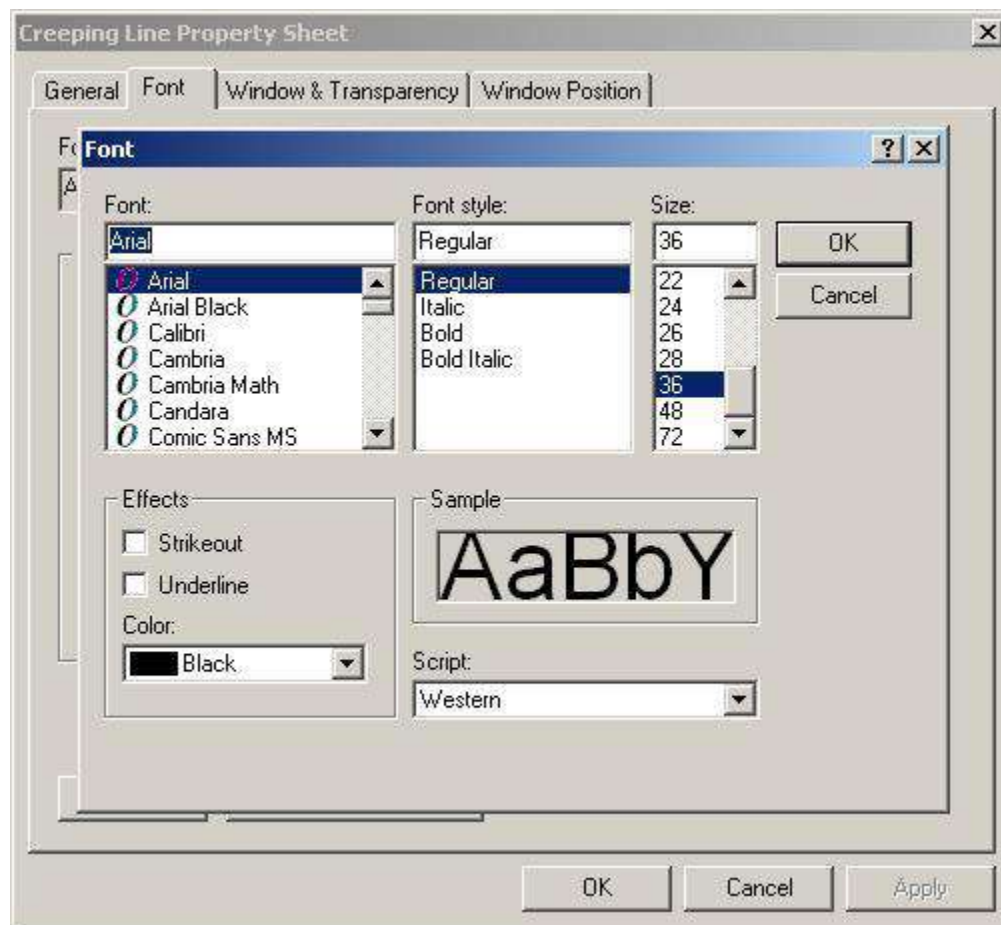 Creeping Line Property Sheet
General Font Window & Transparency Window Position
Font
Font: Font style: Size:
Arial Regular 36 OK
Arial Regular 22 Cancel
Arial Black Italic 24
Calibri Bold 26
Cambria Bold Italic 28
Cambria Math 36
Candara 48
Comic Sans MS 72
Effects Sample
Strikeout AaBbY
Underline
Color:
Black Script:
Western
OK Cancel Apply